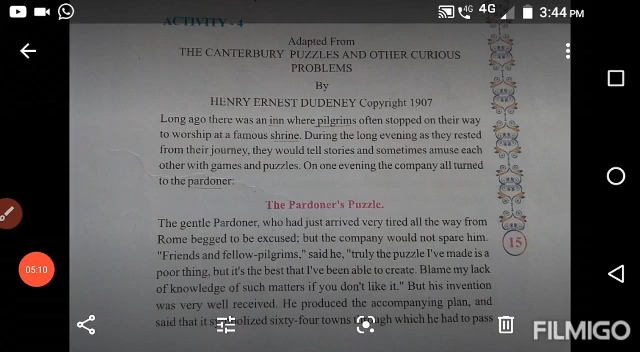 4G 4G 3:44 PM
ACTIVITY - 4
Adapted From
THE CANTERBURY PUZZLES AND OTHER CURIOUS
PROBLEMS
By
HENRY ERNEST DUDENEY Copyright 1907
Long ago there was an inn where pilgrims often stopped on their way
to worship at a famous shrine. During the long evening as they rested
from their journey, they would tell stories and sometimes amuse each
other with games and puzzles. On one evening the company all turned
to the pardoner:
The Pardoner's Puzzle.
The gentle Pardoner, who had just arrived very tired all the way from
Rome begged to be excused; but the company would not spare him.
"Friends and fellow-pilgrims," said he, "truly the puzzle I've made is a
poor thing, but it's the best that I've been able to create. Blame my lack
of knowledge of such matters if you don't like it." But his invention
was very well received. He produced the accompanying plan, and
said that it symbolized sixty-four towns through which he had to pass
15
05:10
FILMIGO